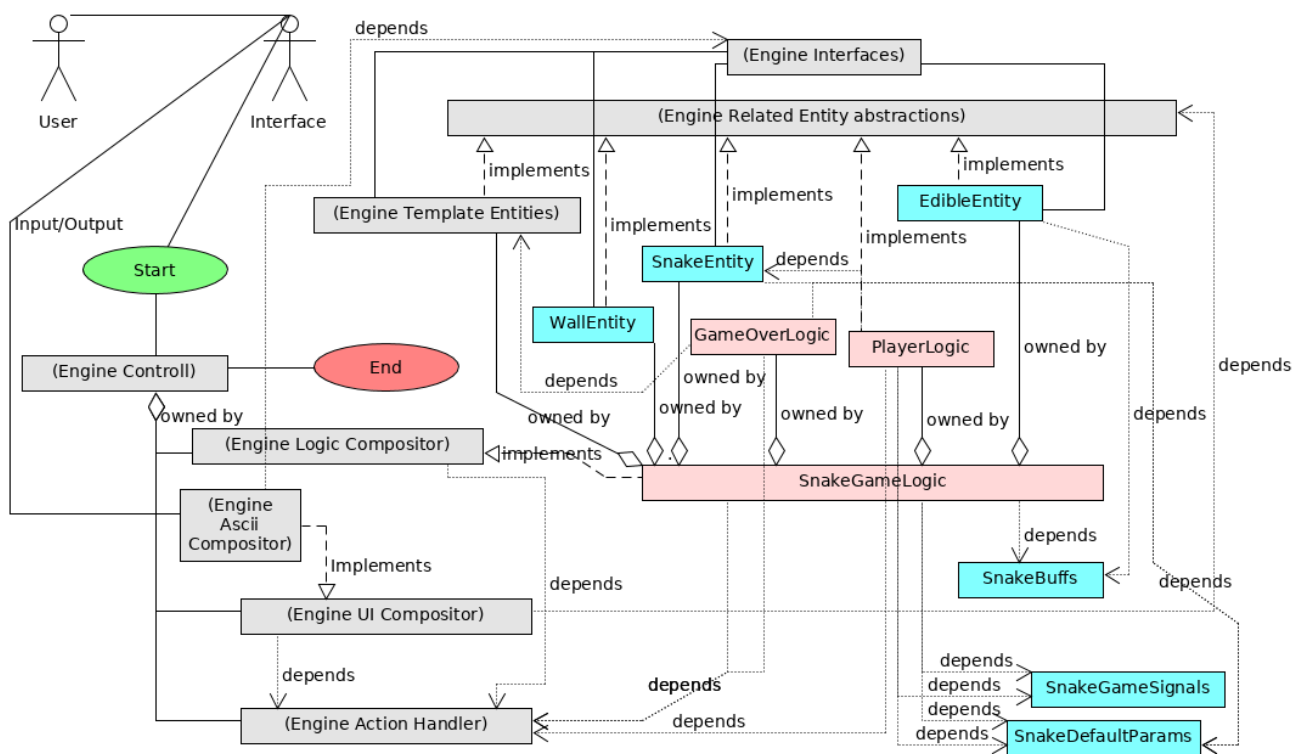 depends
(Engine Interfaces)
User
Interface
(Engine Related Entity abstractions)
implements
implements
implements
EdibleEntity
(Engine Template Entities)
Input/Output
implements
implements
SnakeEntity
depends
Start
WallEntity
GameOverLogic
PlayerLogic
owned by
(Engine Controll)
End
depends
depends
owned by
owned by
owned by
owned by
owned by
owned by
depends
(Engine Logic Compositor)
implements
SnakeGameLogic
(Engine
Ascii
Compositor)
depends
Implements
depends
depends
SnakeBuffs
(Engine UI Compositor)
depends
depends
depends
depends
SnakeGameSignals
depends
depends
(Engine Action Handler)
depends
depends
SnakeDefaultParams